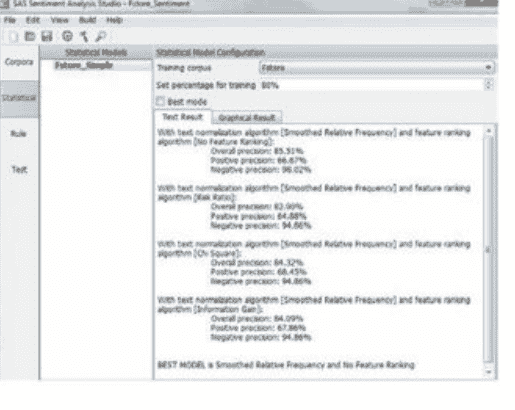 SAS Sentiment Analysis Studio - Fstore_Sentiment
File Edit View Build Help
Statistical Models
Statistical Model Configuration
Corpora
Fstore_Simple
Training corpus
Fstore
Set percentage for training 80%
Statistical
Best mode
Text Result
Graphical Result
Rule
With text normalization algorithm [Smoothed Relative Frequency] and feature ranking
algorithm [No Feature Ranking]:
Overall precision: 85.51%
Positive precision: 66.67%
Test
Negative precision: 98.02%
With text normalization algorithm [Smoothed Relative Frequency] and feature ranking
algorithm [Risk Ratio]:
Overall precision:
Positive precision: 64.88%
Negative precision: 94.86%
With text normalization algorithm [Smoothed Relative Frequency] and feature ranking
algorithm [Chi Square]:
Overall precision: 84.32%
Positive precision: 68.45%
Negative precision: 94.86%
With text normalization algorithm [Smoothed Relative Frequency] and feature ranking
algorithm [Information Gain]:
Overall precision: 84.09%
Positive precision: 67.86%
Negative precision: 94.86%
BEST MODEL is Smoothed Relative Frequency and No Feature Ranking